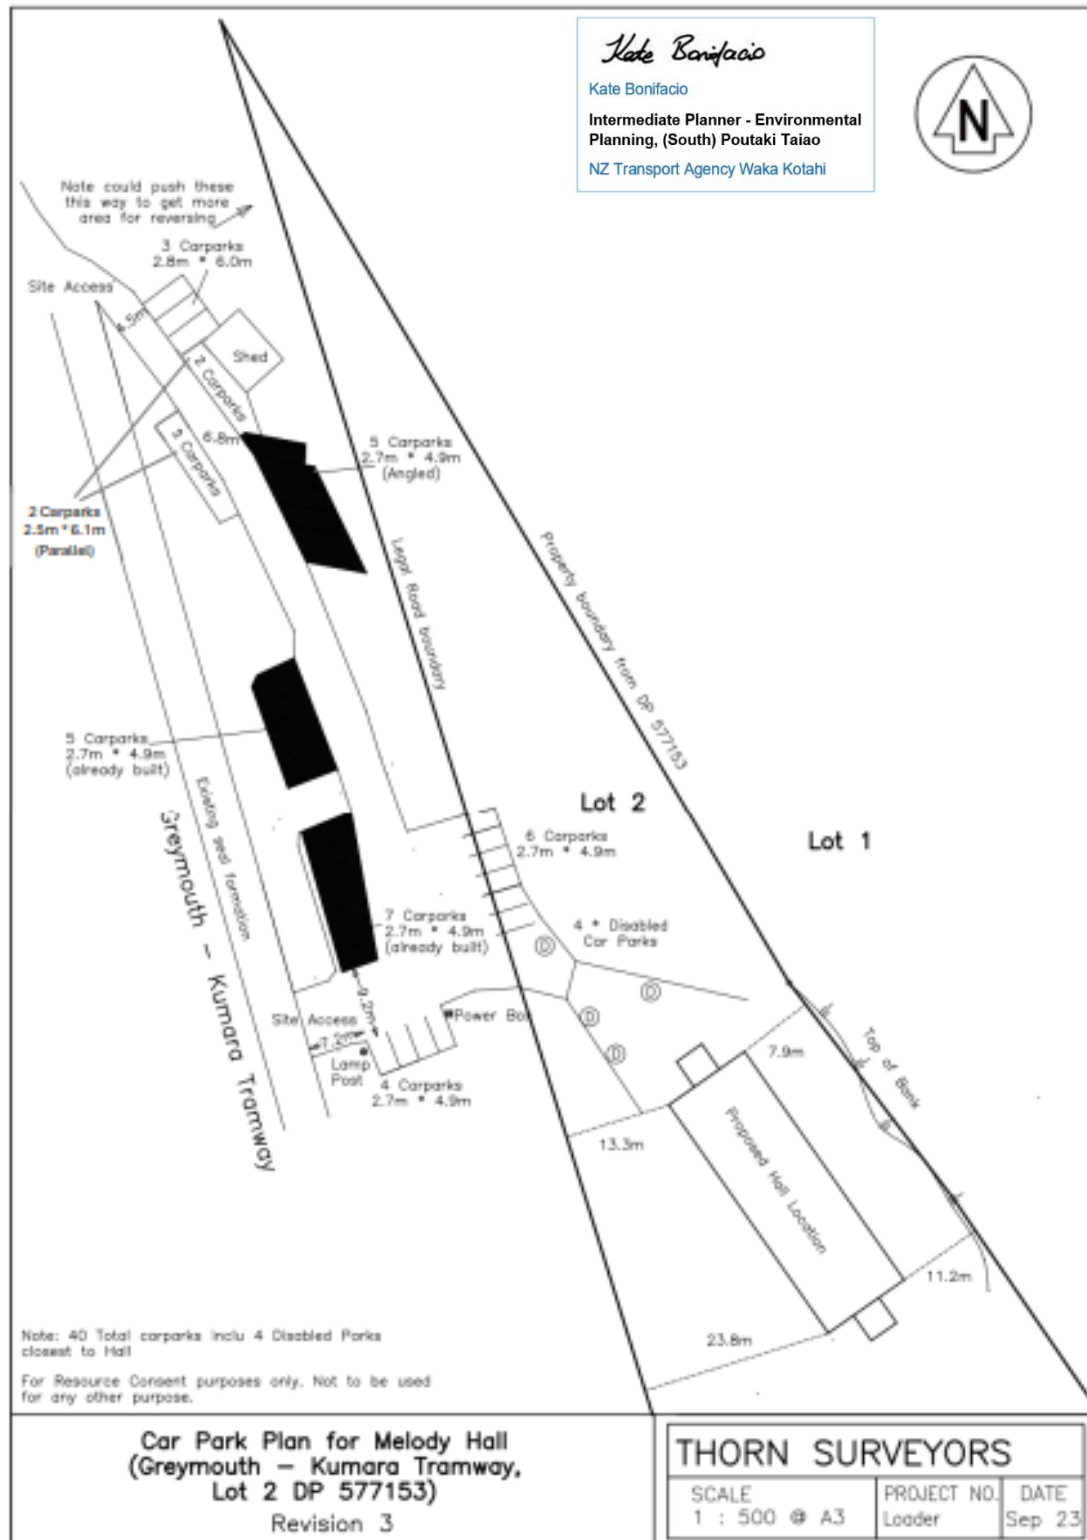 Kate Bonifacio
Kate Bonifacio
Intermediate Planner - Environmental
Planning, (South) Poutaki Taiao
NZ Transport Agency Waka Kotahi
N
Note could push these
this way to get more
area for reversing
3 Carparks
2.8m * 6.0m
Site Access
4.5m
Shed
2 Carparks
6.8m
2 Carparks
5 Carparks
2.7m * 4.9m
(Angled)
2 Carparks
2.5m * 6.1m
(Parallel)
Legal Road boundary
Property boundary from DP 577153
5 Carparks
2.7m * 4.9m
(already built)
Existing seal formation
Greymouth - Kumara Tramway
Lot 2
Lot 1
6 Carparks
2.7m * 4.9m
7 Carparks
2.7m * 4.9m
(already built)
4 * Disabled
Car Parks
D
D
D
D
9.2m
Site Access
7.2m
Power Box
Lamp
Post
4 Carparks
2.7m * 4.9m
7.9m
Top of Bank
13.3m
Proposed Hall Location
11.2m
23.8m
Note: 40 Total carparks inclu 4 Disabled Parks
closest to Hall
For Resource Consent purposes only. Not to be used
for any other purpose.
Car Park Plan for Melody Hall
(Greymouth - Kumara Tramway,
Lot 2 DP 577153)
Revision 3
THORN SURVEYORS
SCALE
1 : 500 @ A3
PROJECT NO.
Loader
DATE
Sep 23